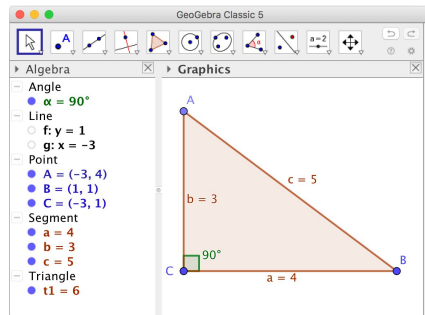 GeoGebra Classic 5
A
α
a=2
Algebra
Graphics
Angle
α = 90°
Line
f: y = 1
g: x = −3
Point
A = (−3, 4)
B = (1, 1)
C = (−3, 1)
Segment
a = 4
b = 3
c = 5
Triangle
t1 = 6
A
c = 5
b = 3
90°
C
B
a = 4